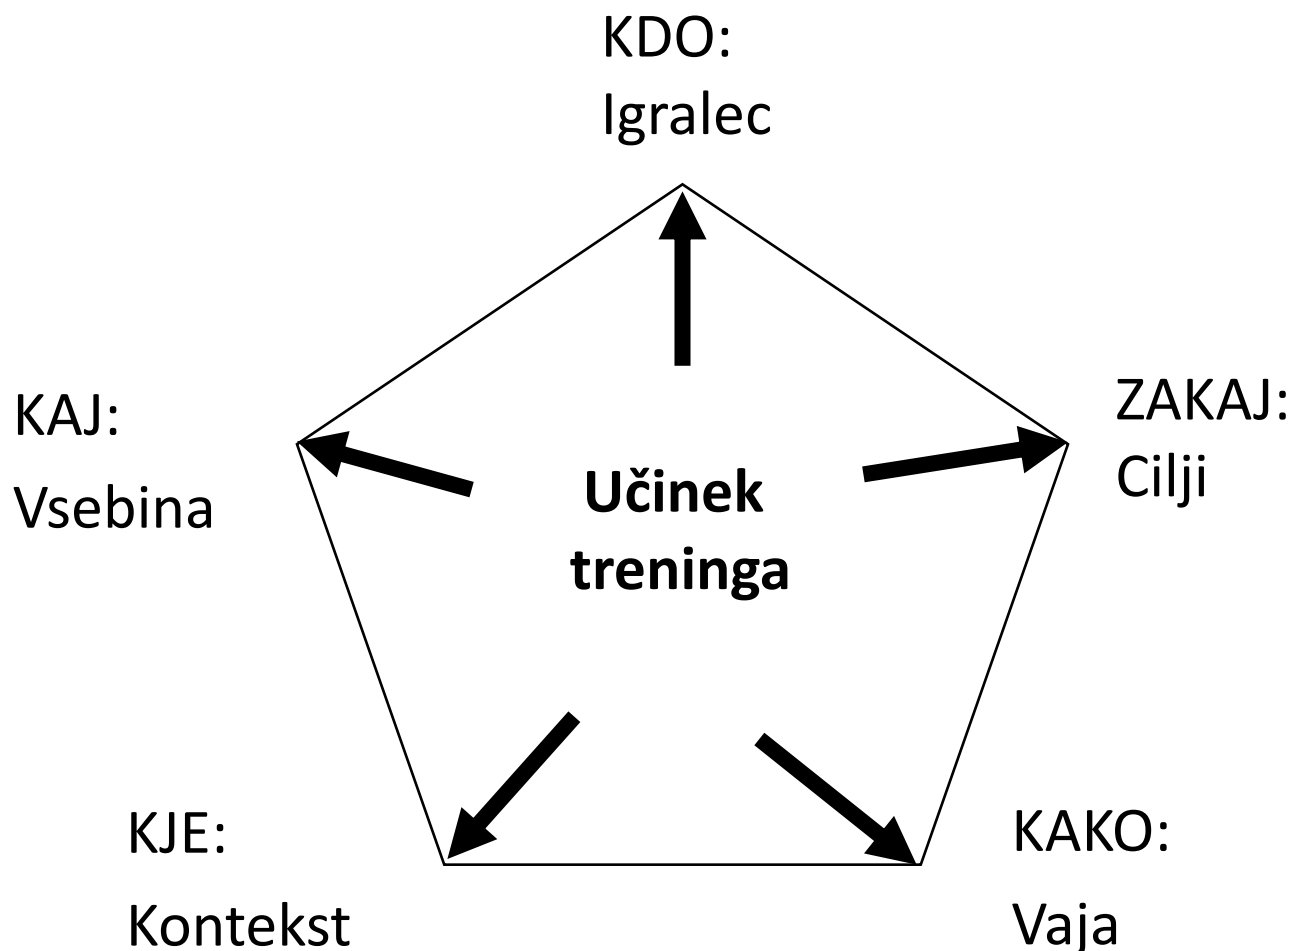 KDO:
Igralec
KAJ:
Vsebina
ZAKAJ:
Cilji
Učinek
treninga
KJE:
Kontekst
KAKO:
Vaja